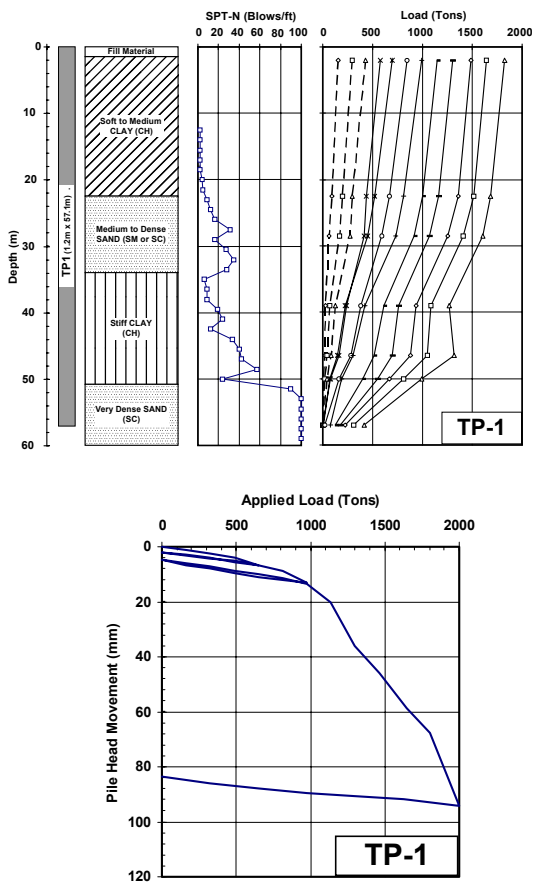 SPT-N (Blows/ft)
Load (Tons)
0 20 40 60 80 100
0 500 1000 1500 2000
Depth (m)
0
10
20
30
40
50
60
TP1 (1.2m x 57.1m)
Fill Material
Soft to Medium
CLAY (CH)
Medium to Dense
SAND (SM or SC)
Stiff CLAY
(CH)
Very Dense SAND
(SC)
TP-1
Applied Load (Tons)
0 500 1000 1500 2000
Pile Head Movement (mm)
0
20
40
60
80
100
120
TP-1